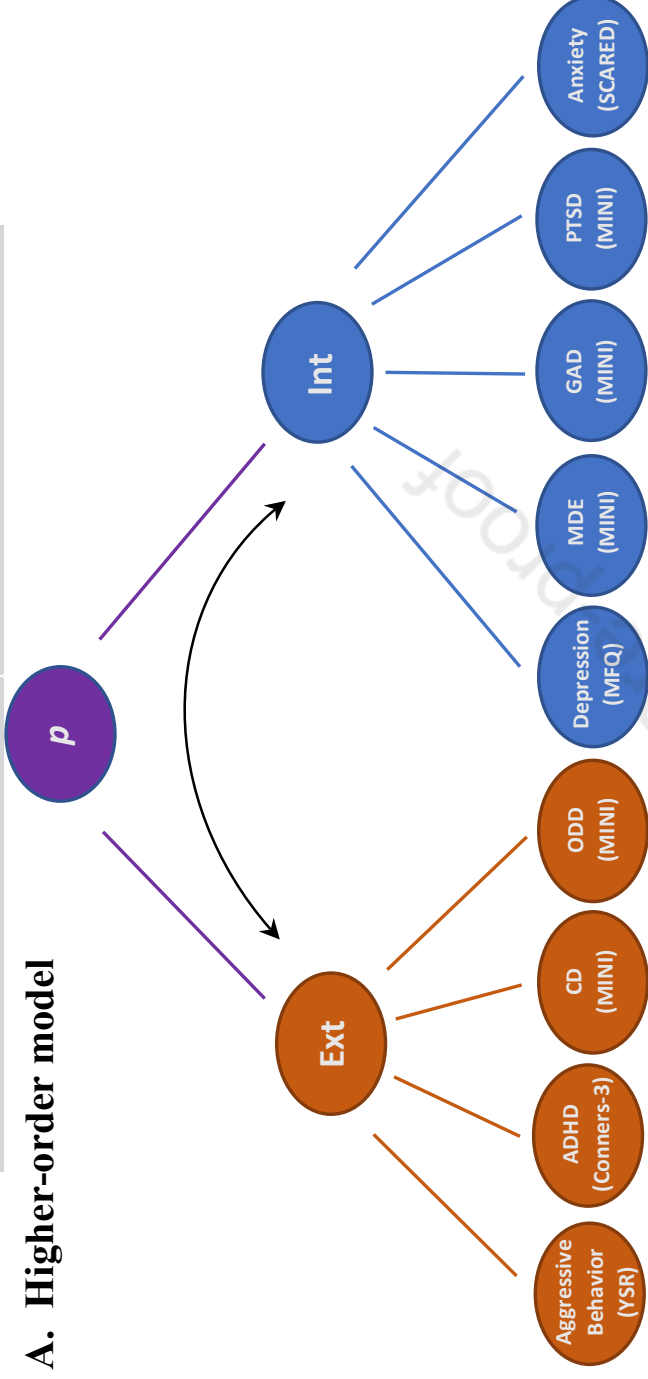 A. Higher-order model
p
Ext
Int
Aggressive
Behavior
(YSR)
ADHD
(Conners-3)
CD
(MINI)
ODD
(MINI)
Depression
(MFQ)
MDE
(MINI)
GAD
(MINI)
PTSD
(MINI)
Anxiety
(SCARED)